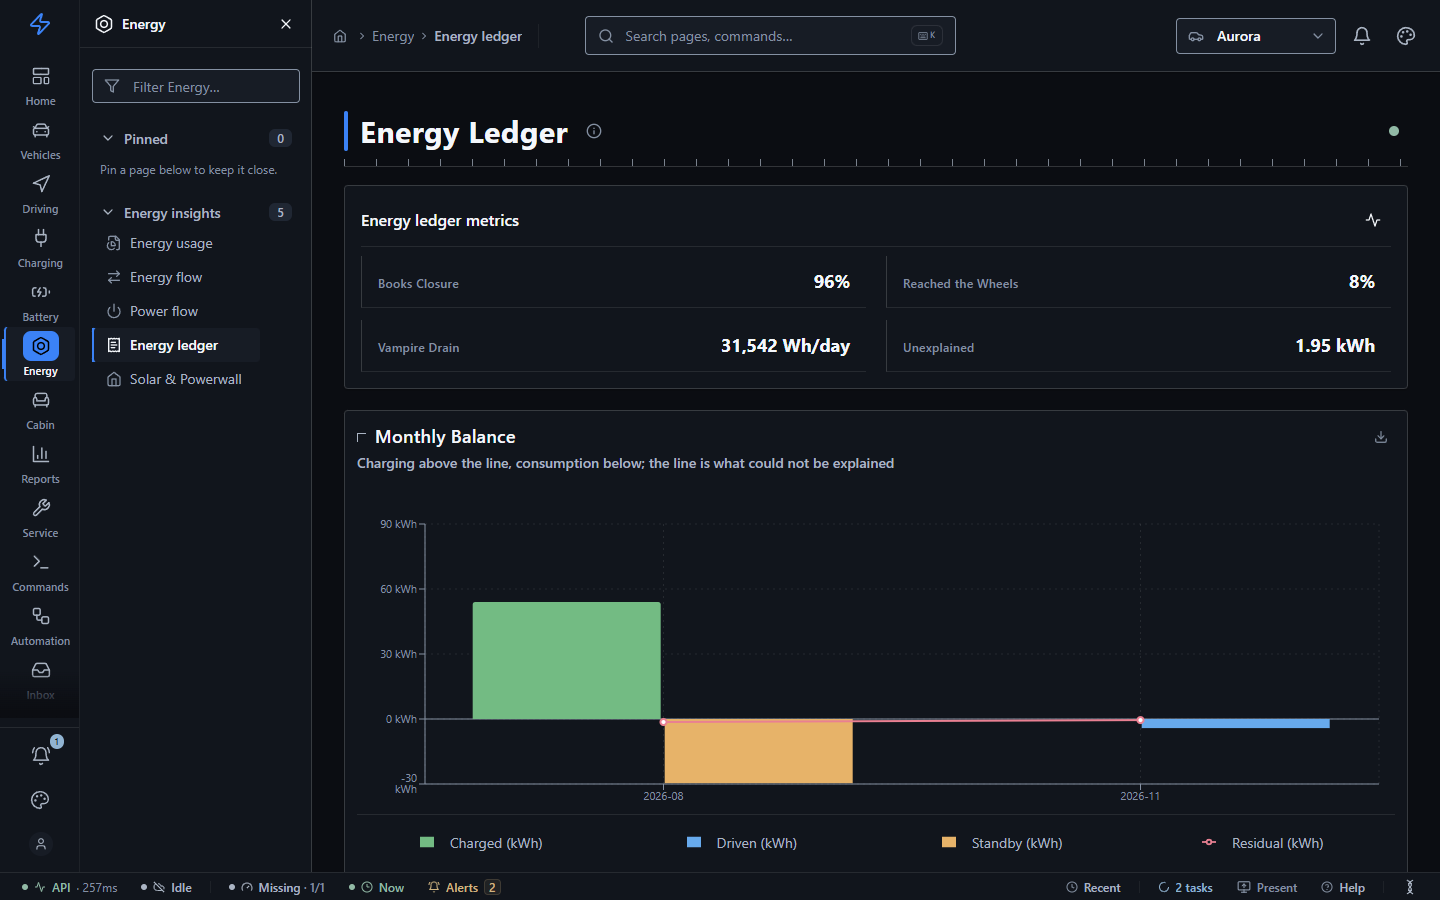 Energy
Energy
Energy ledger
Search pages, commands...
K
Aurora
Home
Vehicles
Driving
Charging
Battery
Energy
Cabin
Reports
Service
Commands
Automation
Inbox
1
Filter Energy...
Pinned
0
Pin a page below to keep it close.
Energy insights
5
Energy usage
Energy flow
Power flow
Energy ledger
Solar & Powerwall
Energy Ledger
Energy ledger metrics
Books Closure
96%
Reached the Wheels
8%
Vampire Drain
31,542 Wh/day
Unexplained
1.95 kWh
Monthly Balance
Charging above the line, consumption below; the line is what could not be explained
90 kWh
60 kWh
30 kWh
0 kWh
-30
kWh
2026-08
2026-11
Charged (kWh)
Driven (kWh)
Standby (kWh)
Residual (kWh)
API · 257ms
Idle
Missing · 1/1
Now
Alerts 2
Recent
2 tasks
Present
Help